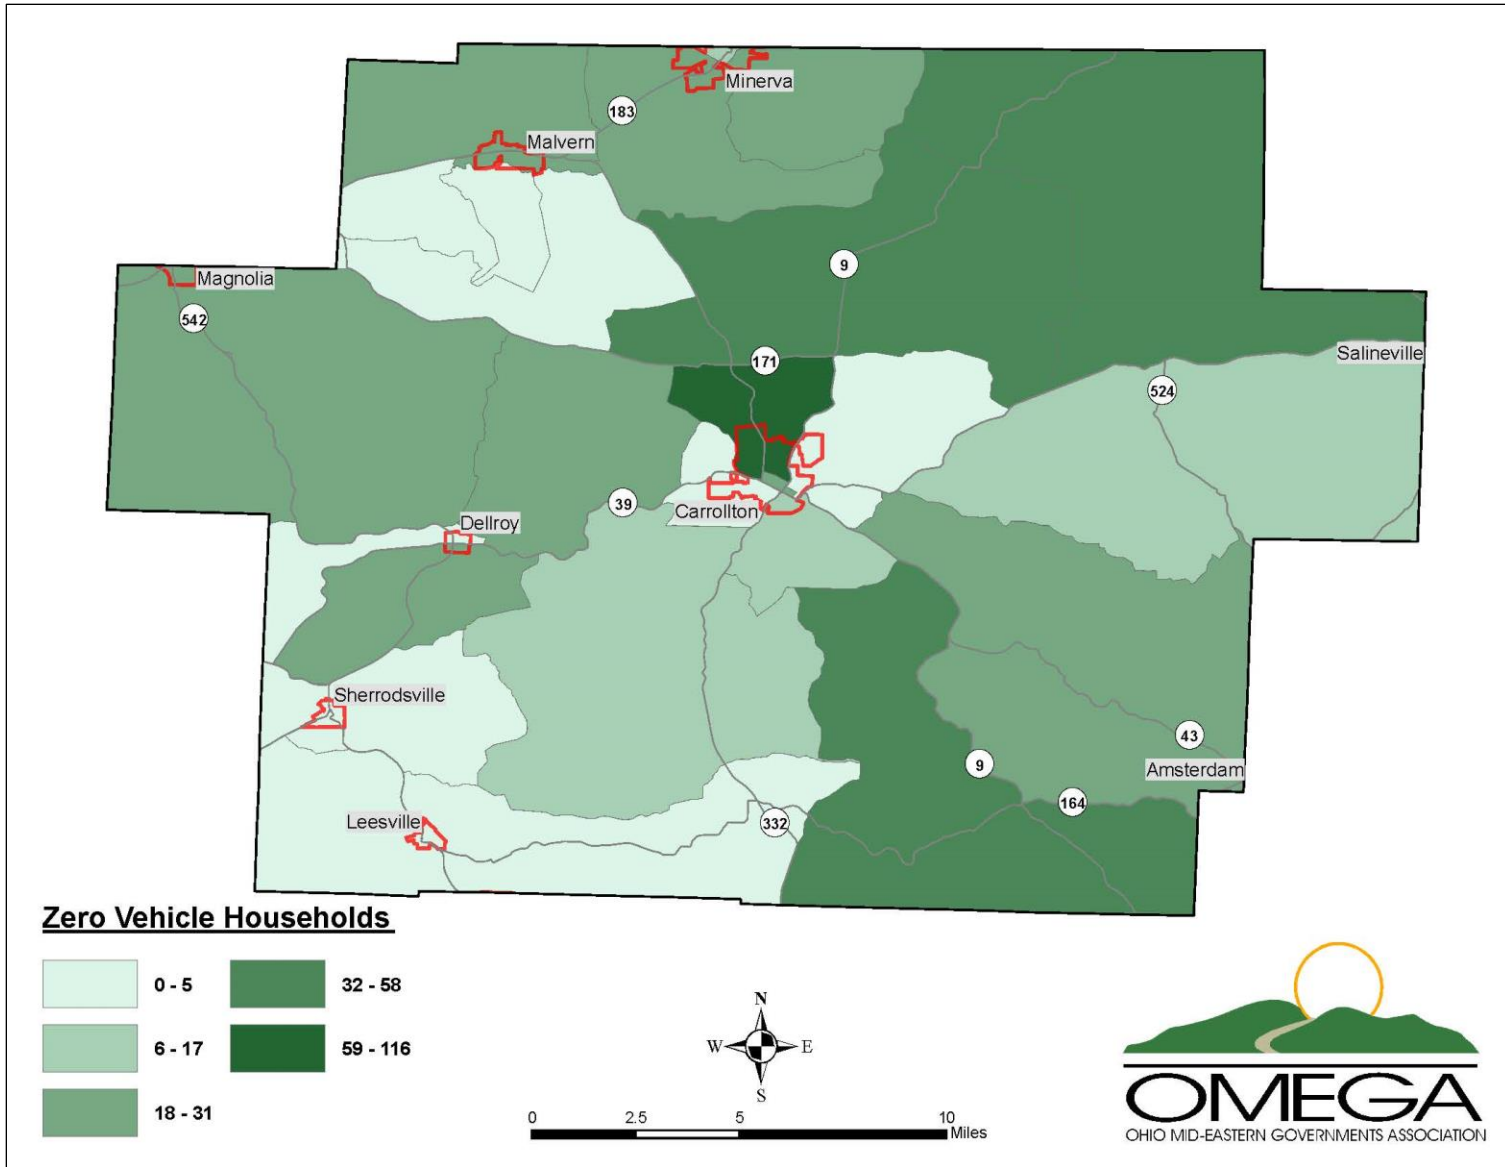 Minerva
183
Malvern
9
Magnolia
542
171
Salineville
524
39
Carrollton
Dellroy
Sherrodsville
43
9
Amsterdam
164
Leesville
332
Zero Vehicle Households
0 - 5
32 - 58
6 - 17
59 - 116
18 - 31
N
W E
S
0 2.5 5 10
Miles
OMEGA
OHIO MID-EASTERN GOVERNMENTS ASSOCIATION